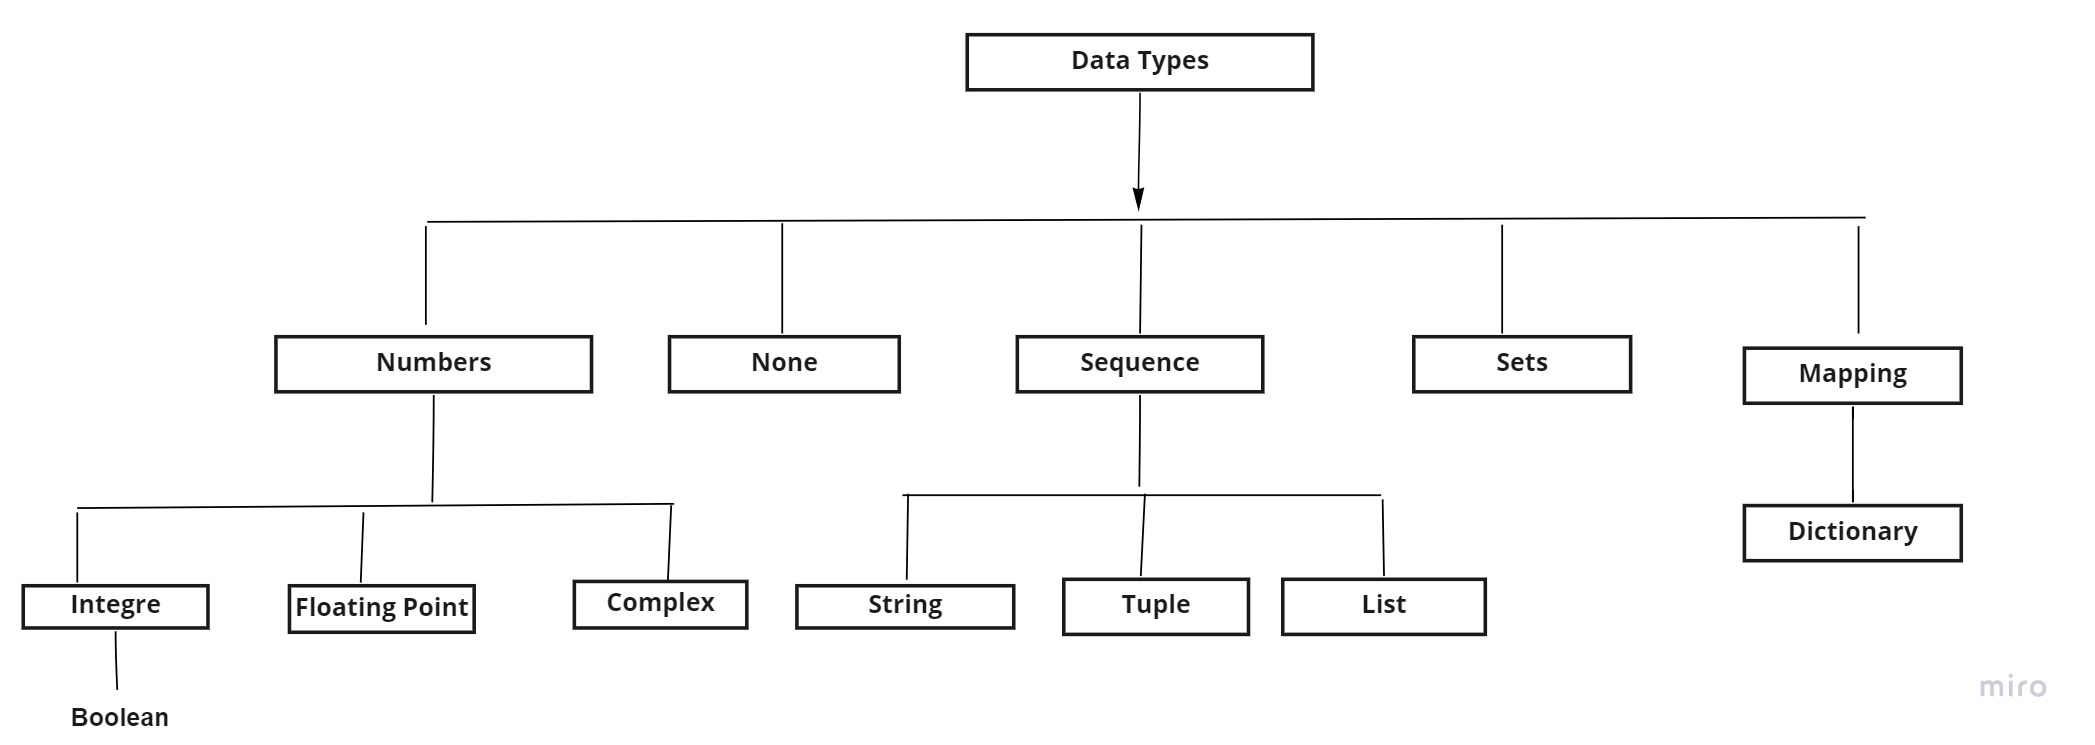 Data Types
Numbers
None
Sequence
Sets
Mapping
Dictionary
Integre
Floating Point
Complex
String
Tuple
List
Boolean
miro